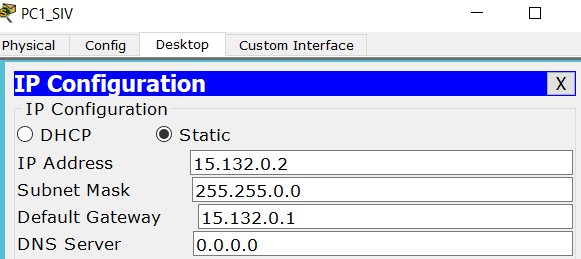 PC1_SIV
Physical Config Desktop Custom Interface
IP Configuration X
IP Configuration
DHCP Static
IP Address 15.132.0.2
Subnet Mask 255.255.0.0
Default Gateway 15.132.0.1
DNS Server 0.0.0.0